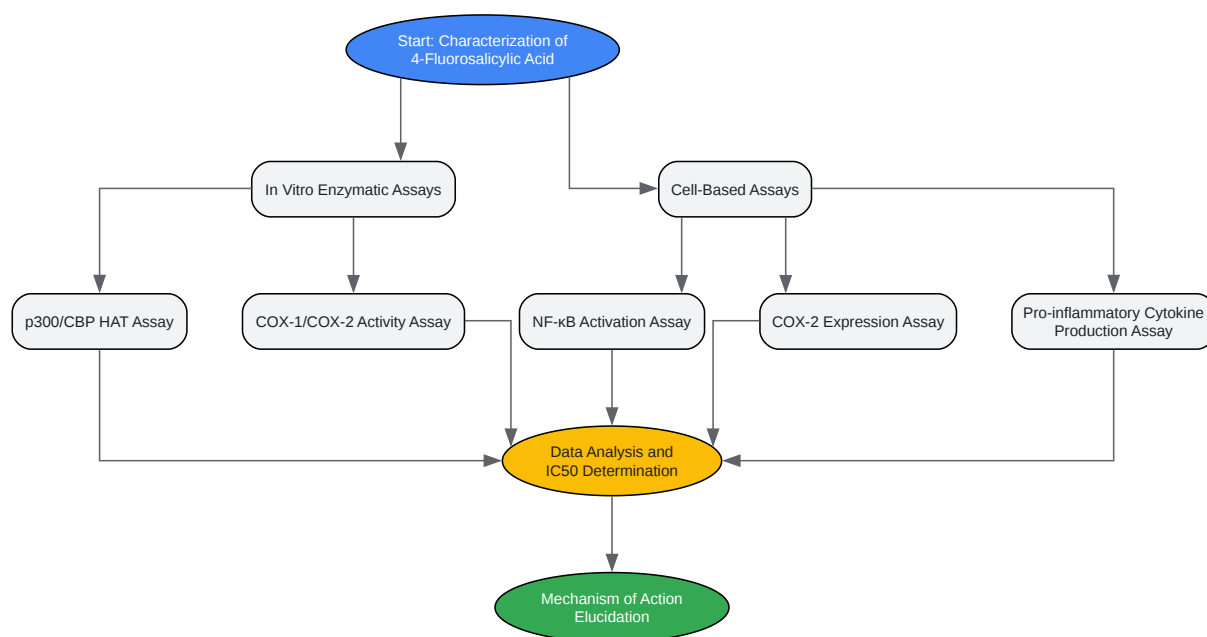 Start: Characterization of
4-Fluorosalicylic Acid
In Vitro Enzymatic Assays
Cell-Based Assays
p300/CBP HAT Assay
COX-1/COX-2 Activity Assay
NF-κB Activation Assay
COX-2 Expression Assay
Pro-inflammatory Cytokine
Production Assay
Data Analysis and
IC50 Determination
Mechanism of Action
Elucidation